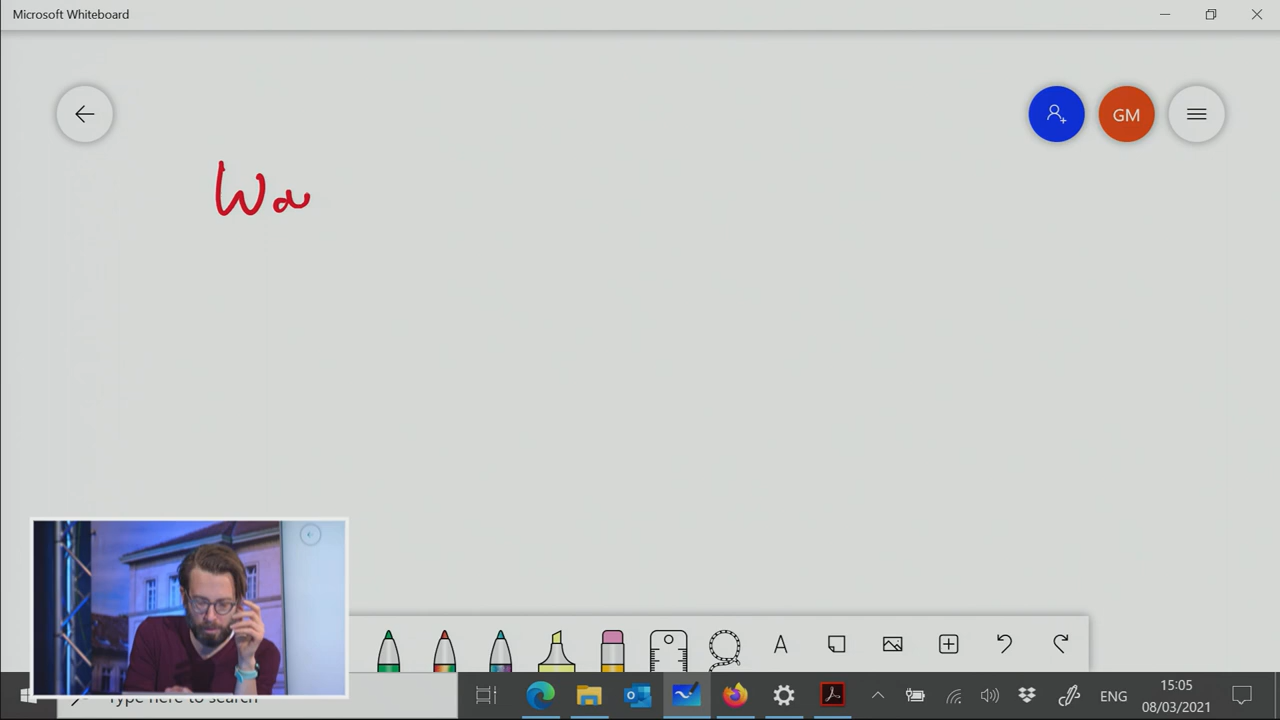 Microsoft Whiteboard
GM
Wa
A
Type here to search
ENG
15:05
08/03/2021